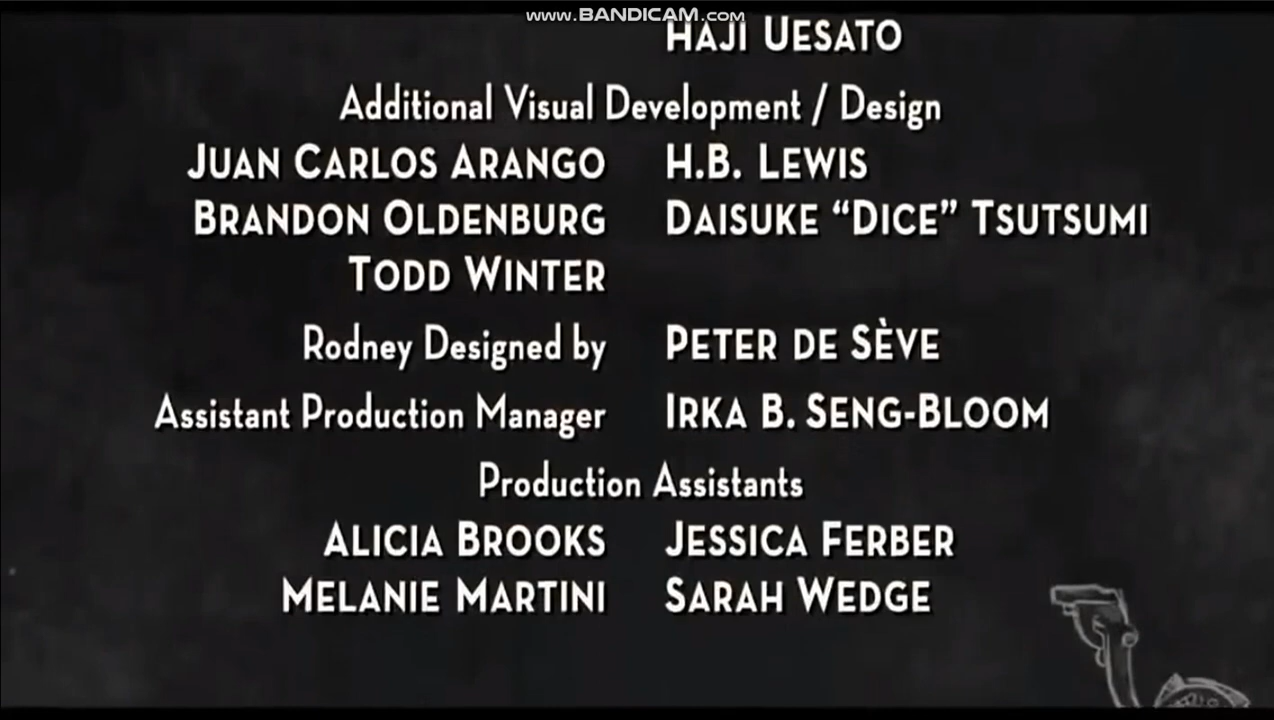 www.BANDICAM.com
HAJI UESATO
Additional Visual Development / Design
JUAN CARLOS ARANGO H.B. LEWIS
BRANDON OLDENBURG DAISUKE “DICE” TSUTSUMI
TODD WINTER
Rodney Designed by PETER DE SÈVE
Assistant Production Manager IRKA B. SENG-BLOOM
Production Assistants
ALICIA BROOKS JESSICA FERBER
MELANIE MARTINI SARAH WEDGE